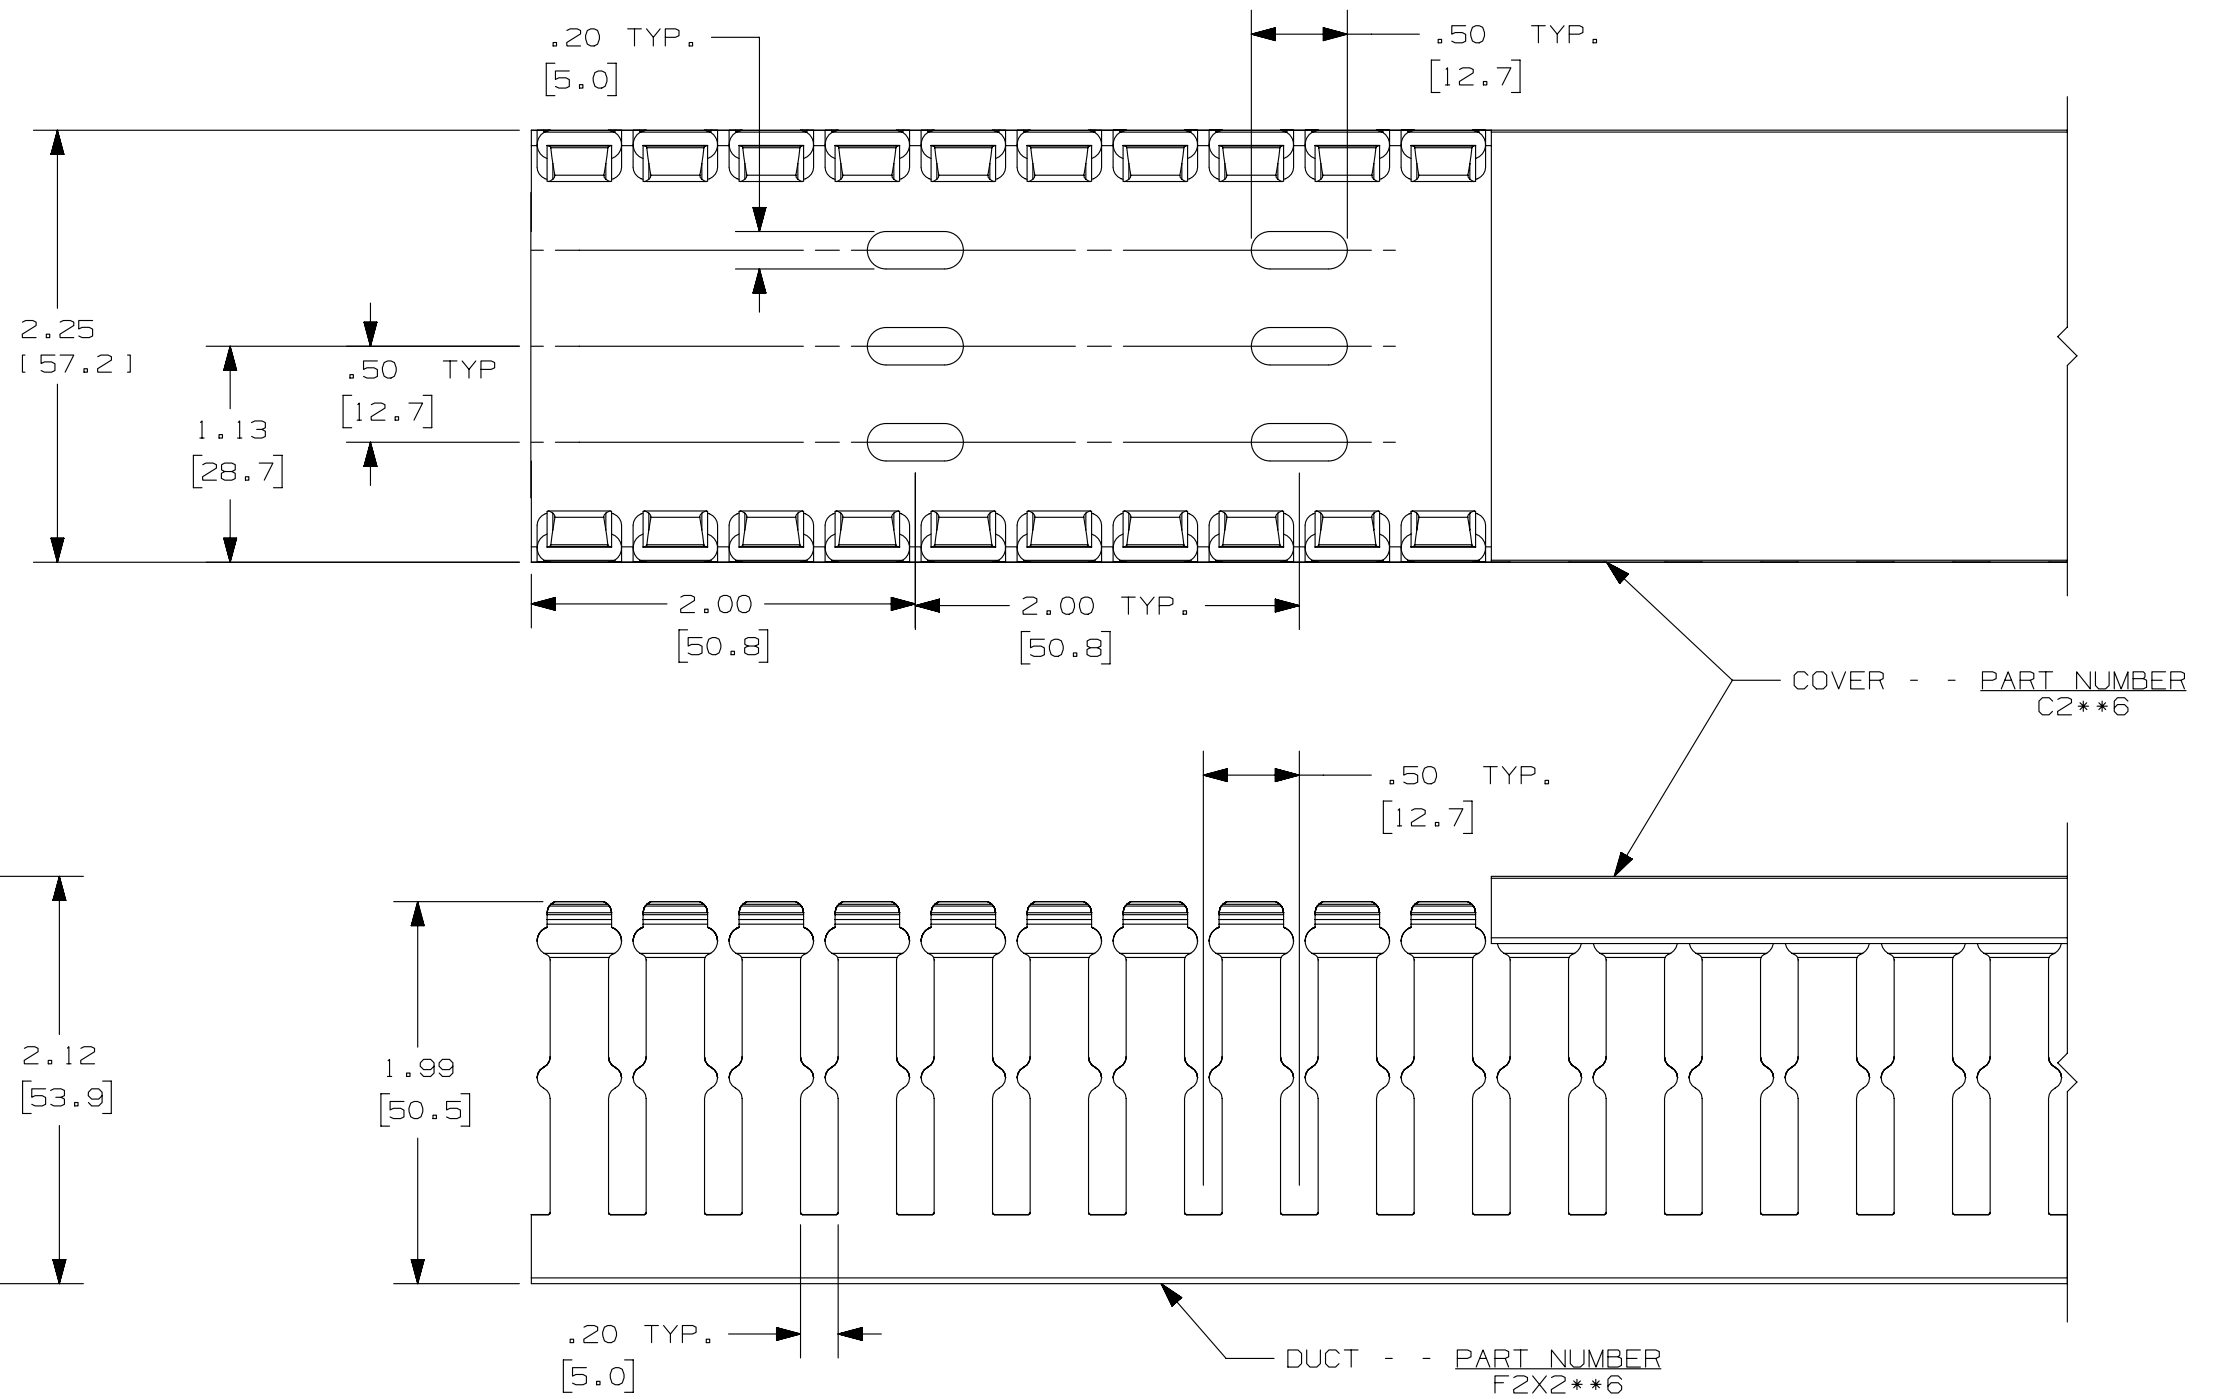 .20 TYP.
[5.0]
.50 TYP.
[12.7]
2.25
[57.2]
.50 TYP
[12.7]
1.13
[28.7]
2.00
[50.8]
2.00 TYP.
[50.8]
COVER - - PART NUMBER
C2**6
.50 TYP.
[12.7]
2.12
[53.9]
1.99
[50.5]
.20 TYP.
[5.0]
DUCT - - PART NUMBER
F2X2**6